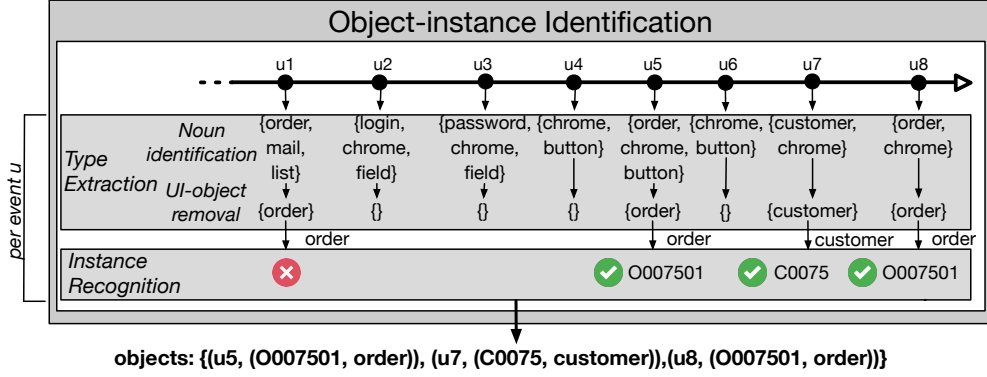 Object-instance Identification
u1 u2 u3 u4 u5 u6 u7 u8
per event u
Type
Extraction
Noun
identification
{order,
mail,
list}
{login,
chrome,
field}
{password,
chrome,
field}
{chrome,
button}
{order,
chrome,
button}
{chrome,
button}
{customer,
chrome}
{order,
chrome}
UI-object
removal
{order} {} {} {} {order} {} {customer} {order}
order order customer order
Instance
Recognition
O007501 C0075 O007501
objects: {(u5, (O007501, order)), (u7, (C0075, customer)),(u8, (O007501, order))}